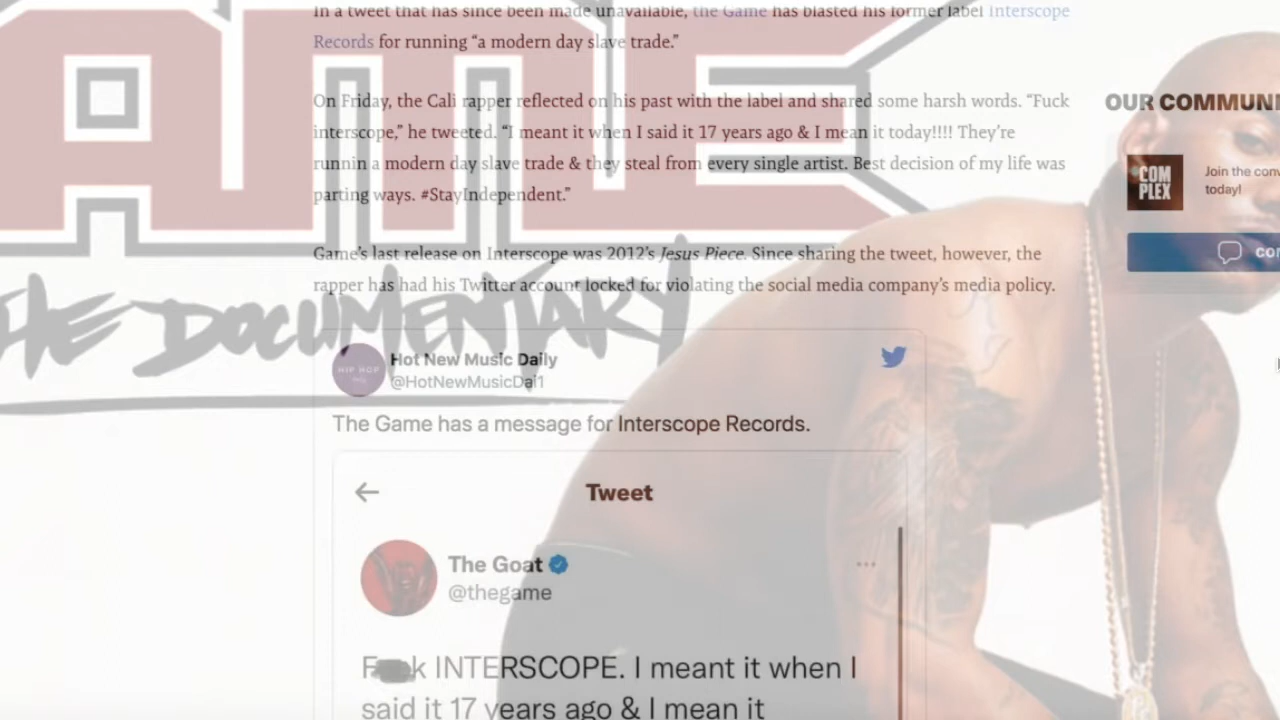 In a tweet that has since been made unavailable, the Game has blasted his former label Interscope
Records for running “a modern day slave trade.”
On Friday, the Cali rapper reflected on his past with the label and shared some harsh words. “Fuck
interscope,” he tweeted. “I meant it when I said it 17 years ago & I mean it today!!!! They’re
runnin a modern day slave trade & they steal from every single artist. Best decision of my life was
parting ways. #StayIndependent.”
Game’s last release on Interscope was 2012’s Jesus Piece. Since sharing the tweet, however, the
rapper has had his Twitter account locked for violating the social media company’s media policy.
AME
THE DOCUMENTARY
OUR COMMUNI
COM
PLEX
Join the con
today!
CO
HIP HOP
Hot New Music Daily
@HotNewMusicDai1
The Game has a message for Interscope Records.
Tweet
The Goat
@thegame
F k INTERSCOPE. I meant it when I
said it 17 years ago & I mean it